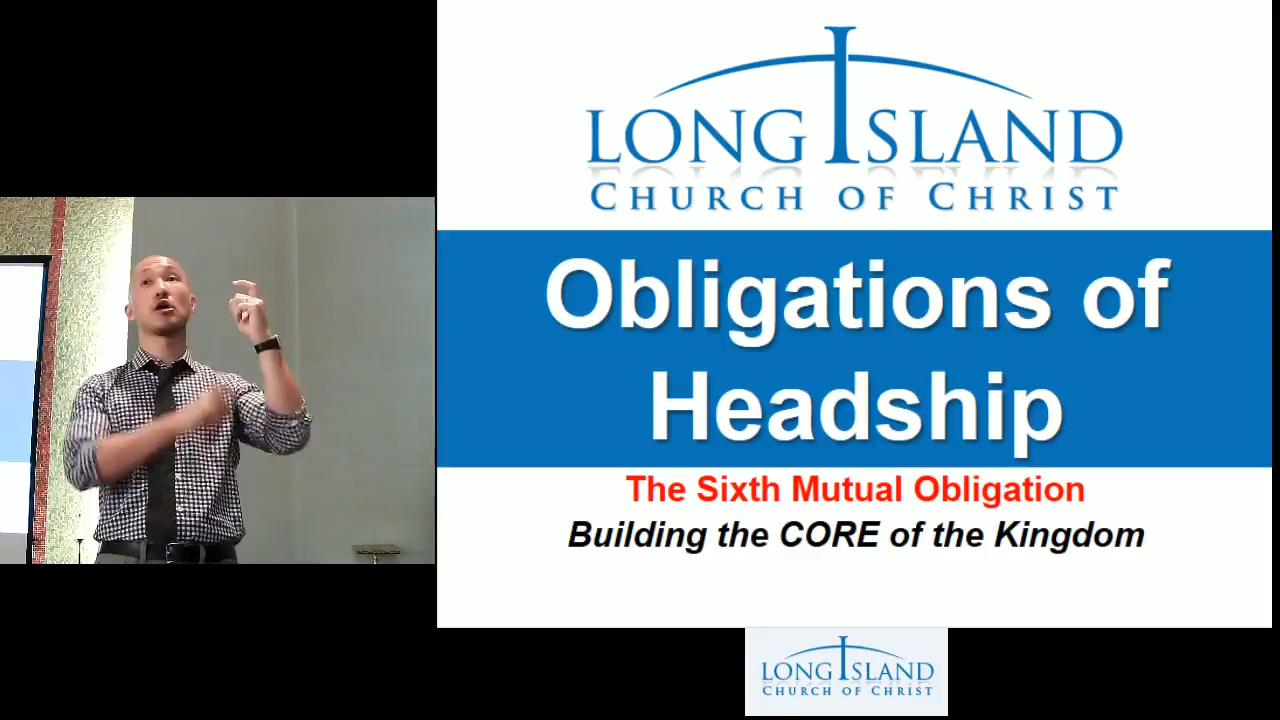 LONG ISLAND
CHURCH OF CHRIST
Obligations of
Headship
The Sixth Mutual Obligation
Building the CORE of the Kingdom
LONG ISLAND
CHURCH OF CHRIST